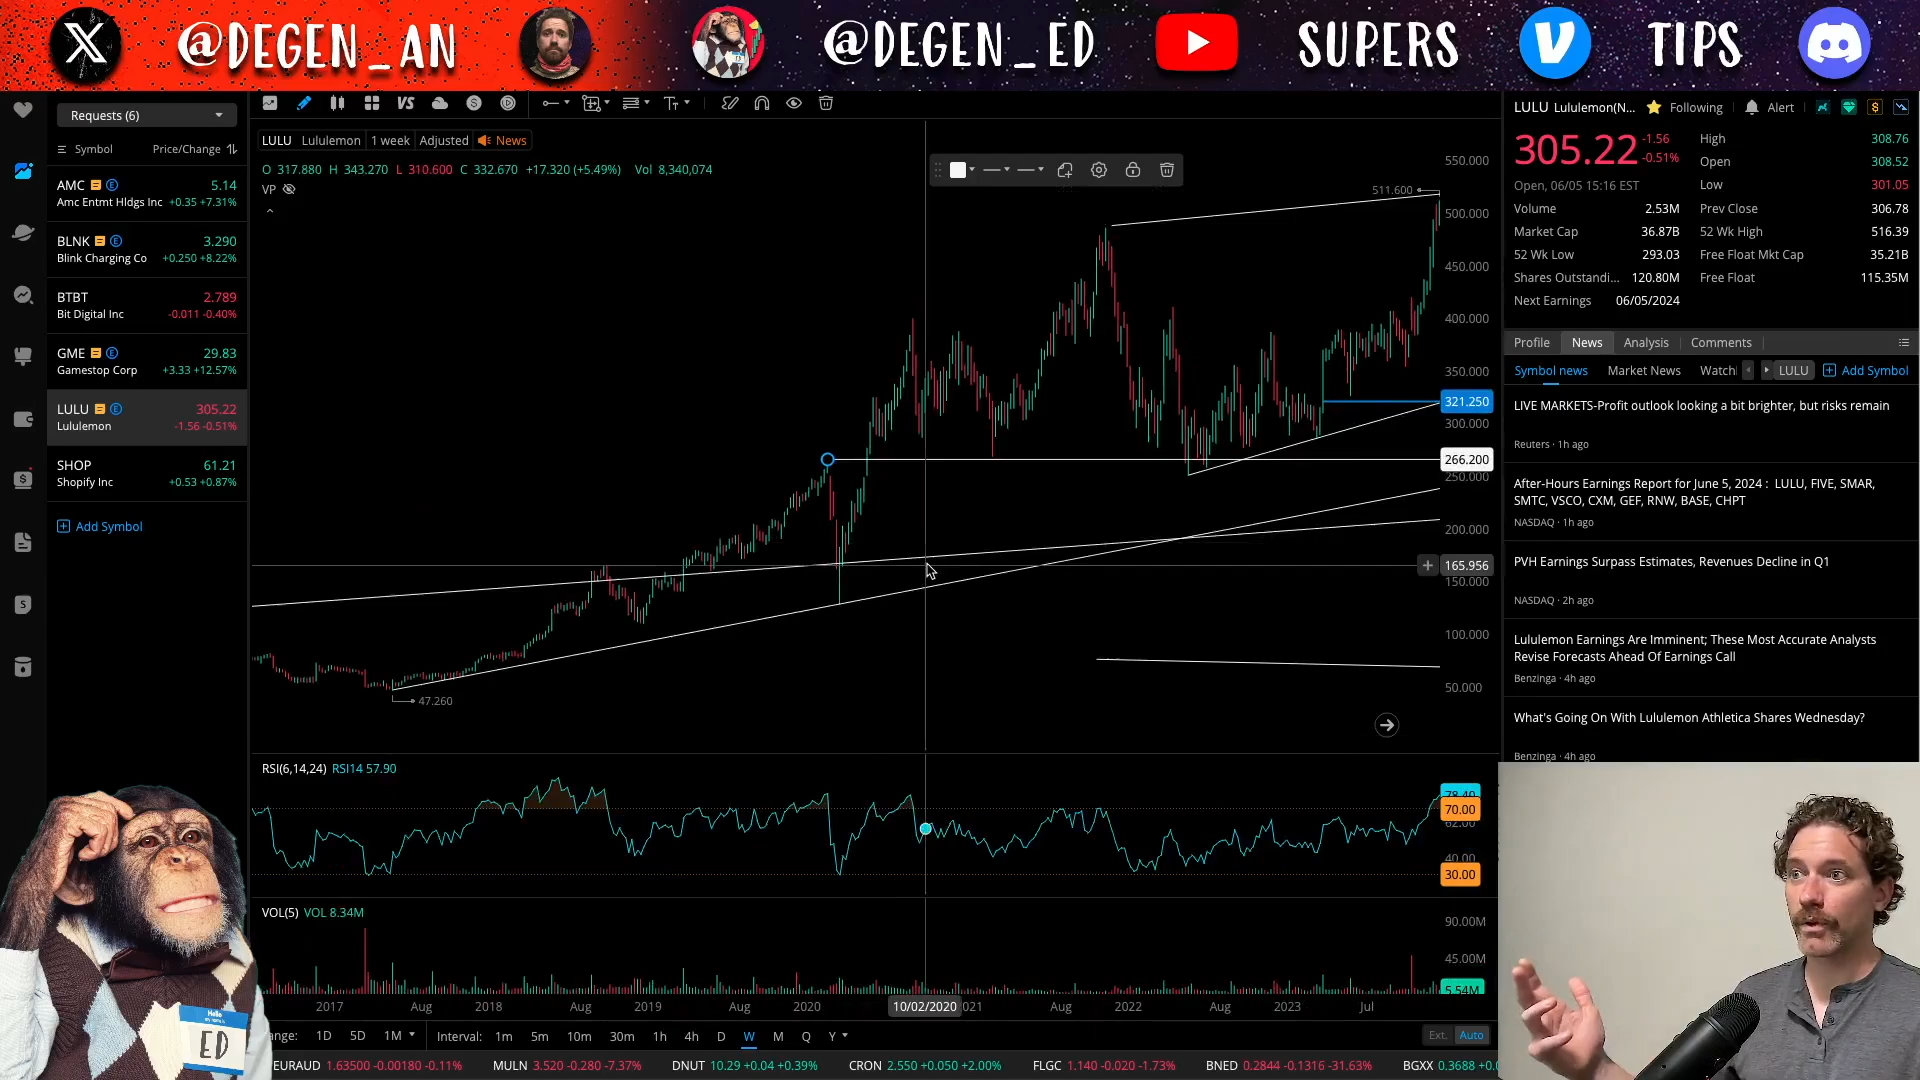 @DEGEN_AN @DEGEN_ED SUPERS TIPS
Requests (6)
Symbol Price/Change
AMC 5.14
Amc Entmt Hldgs Inc +0.35 +7.31%
BLNK 3.290
Blink Charging Co +0.250 +8.22%
BTBT 2.789
Bit Digital Inc -0.011 -0.40%
GME 29.83
Gamestop Corp +3.33 +12.57%
LULU 305.22
Lululemon -1.56 -0.51%
SHOP 61.21
Shopify Inc +0.53 +0.87%
Add Symbol
LULU Lululemon 1 week Adjusted News
O 317.880 H 343.270 L 310.600 C 332.670 +17.320 (+5.49%) Vol 8,340,074
VP
550.000
511.600
500.000
450.000
400.000
350.000
321.250
300.000
266.200
250.000
200.000
165.956
150.000
100.000
50.000
47.260
RSI(6,14,24) RSI14 57.90
70.00
40.00
30.00
VOL(5) VOL 8.34M
90.00M
45.00M
5.54M
2017 Aug 2018 Aug 2019 Aug 2020 10/02/2020 021 Aug 2022 Aug 2023 Jul
ange: 1D 5D 1M Interval: 1m 5m 10m 30m 1h 4h D W M Q Y Ext. Auto
EURAUD 1.63500 -0.00180 -0.11% MULN 3.520 -0.280 -7.37% DNUT 10.29 +0.04 +0.39% CRON 2.550 +0.050 +2.00% FLGC 1.140 -0.020 -1.73% BNED 0.2844 -0.1316 -31.63% BGXX 0.3688 +0.0
LULU Lululemon(N... Following Alert
305.22 -1.56
-0.51%
Open, 06/05 15:16 EST
High 308.76
Open 308.52
Low 301.05
Volume 2.53M Prev Close 306.78
Market Cap 36.87B 52 Wk High 516.39
52 Wk Low 293.03 Free Float Mkt Cap 35.21B
Shares Outstandi... 120.80M Free Float 115.35M
Next Earnings 06/05/2024
Profile News Analysis Comments
Symbol news Market News Watchl LULU Add Symbol
LIVE MARKETS-Profit outlook looking a bit brighter, but risks remain
Reuters · 1h ago
After-Hours Earnings Report for June 5, 2024 : LULU, FIVE, SMAR,
SMTC, VSCO, CXM, GEF, RNW, BASE, CHPT
NASDAQ · 1h ago
PVH Earnings Surpass Estimates, Revenues Decline in Q1
NASDAQ · 2h ago
Lululemon Earnings Are Imminent; These Most Accurate Analysts
Revise Forecasts Ahead Of Earnings Call
Benzinga · 4h ago
What's Going On With Lululemon Athletica Shares Wednesday?
Benzinga · 4h ago
Hello
ED